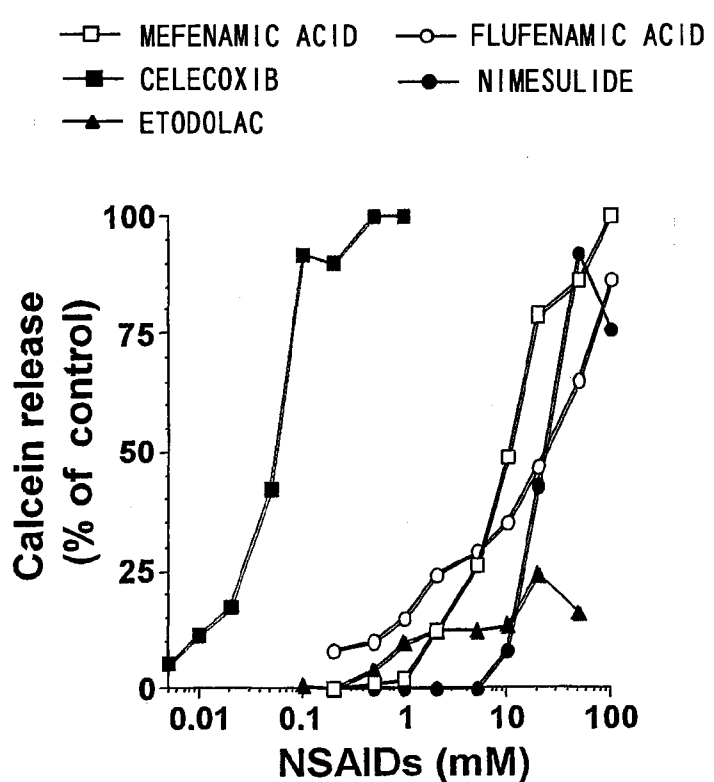 MEFENAMIC ACID
FLUFENAMIC ACID
CELECOXIB
NIMESULIDE
ETODOLAC
100
75
50
25
0
Calcein release
(% of control)
0.01
0.1
1
10
100
NSAIDs (mM)